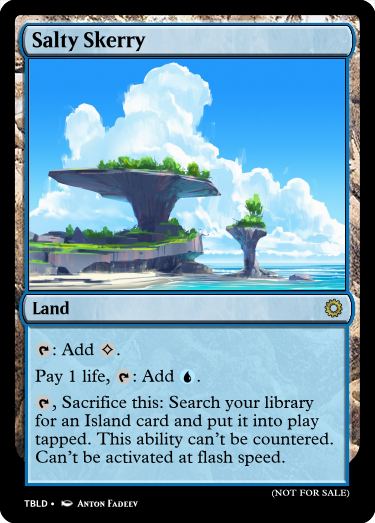 Salty Skerry
Land
: Add .
Pay 1 life, : Add .
, Sacrifice this: Search your library
for an Island card and put it into play
tapped. This ability can't be countered.
Can't be activated at flash speed.
(NOT FOR SALE)
TBLD • Anton Fadeev